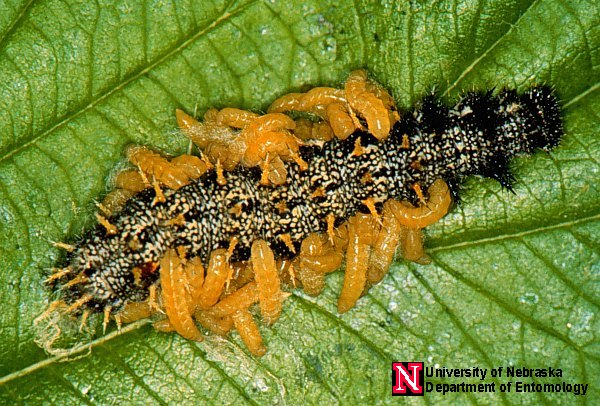 N University of Nebraska
Department of Entomology